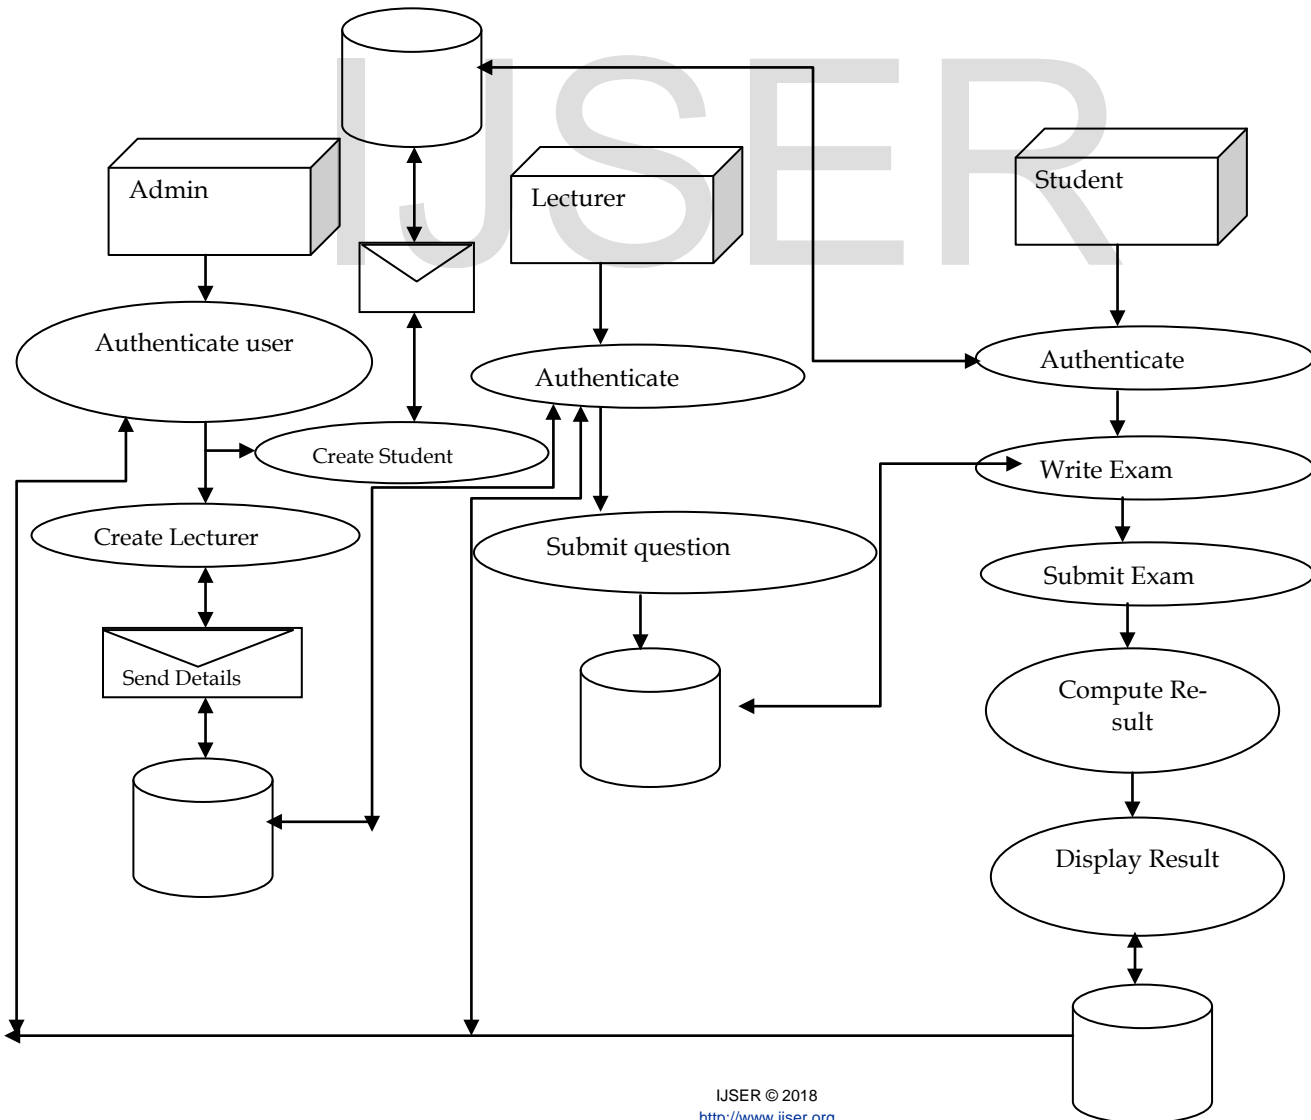 IJSER
Admin
Lecturer
Student
Authenticate user
Authenticate
Authenticate
Create Student
Write Exam
Create Lecturer
Submit question
Submit Exam
Send Details
Compute Re-
sult
Display Result
IJSER © 2018
http://www.ijser.org